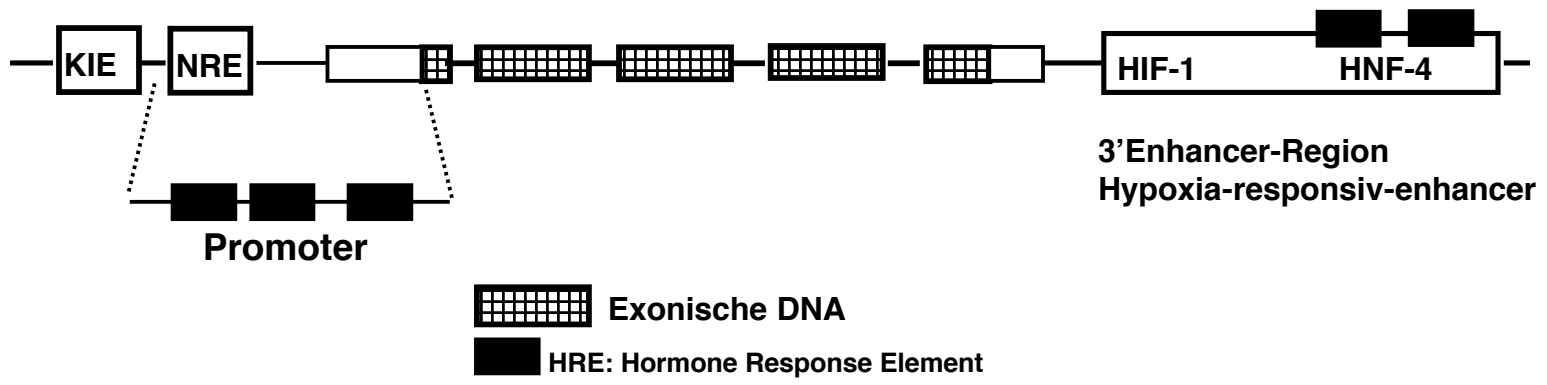 KIE
NRE
HIF-1
HNF-4
3’Enhancer-Region
Hypoxia-responsiv-enhancer
Promoter
Exonische DNA
HRE: Hormone Response Element